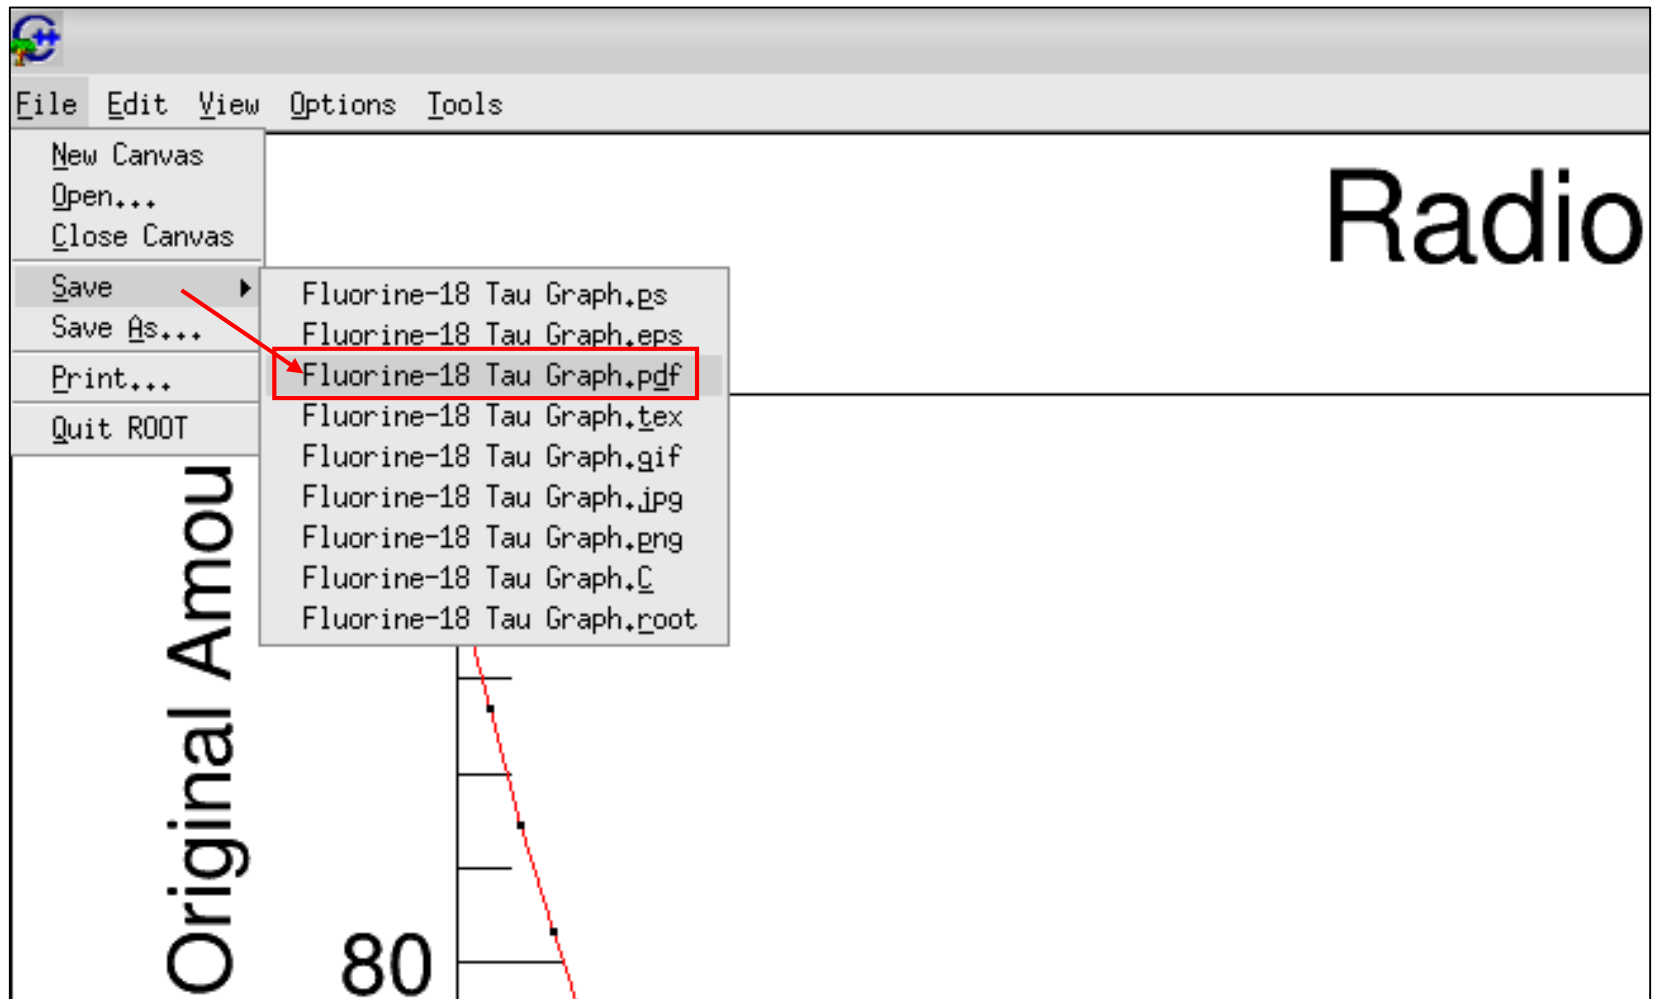 File Edit View Options Tools
New Canvas
Open...
Close Canvas
Save
Save As...
Print...
Quit ROOT
Fluorine-18 Tau Graph.ps
Fluorine-18 Tau Graph.eps
Fluorine-18 Tau Graph.pdf
Fluorine-18 Tau Graph.tex
Fluorine-18 Tau Graph.gif
Fluorine-18 Tau Graph.jpg
Fluorine-18 Tau Graph.png
Fluorine-18 Tau Graph.C
Fluorine-18 Tau Graph.root
Radio
Original Amou
80